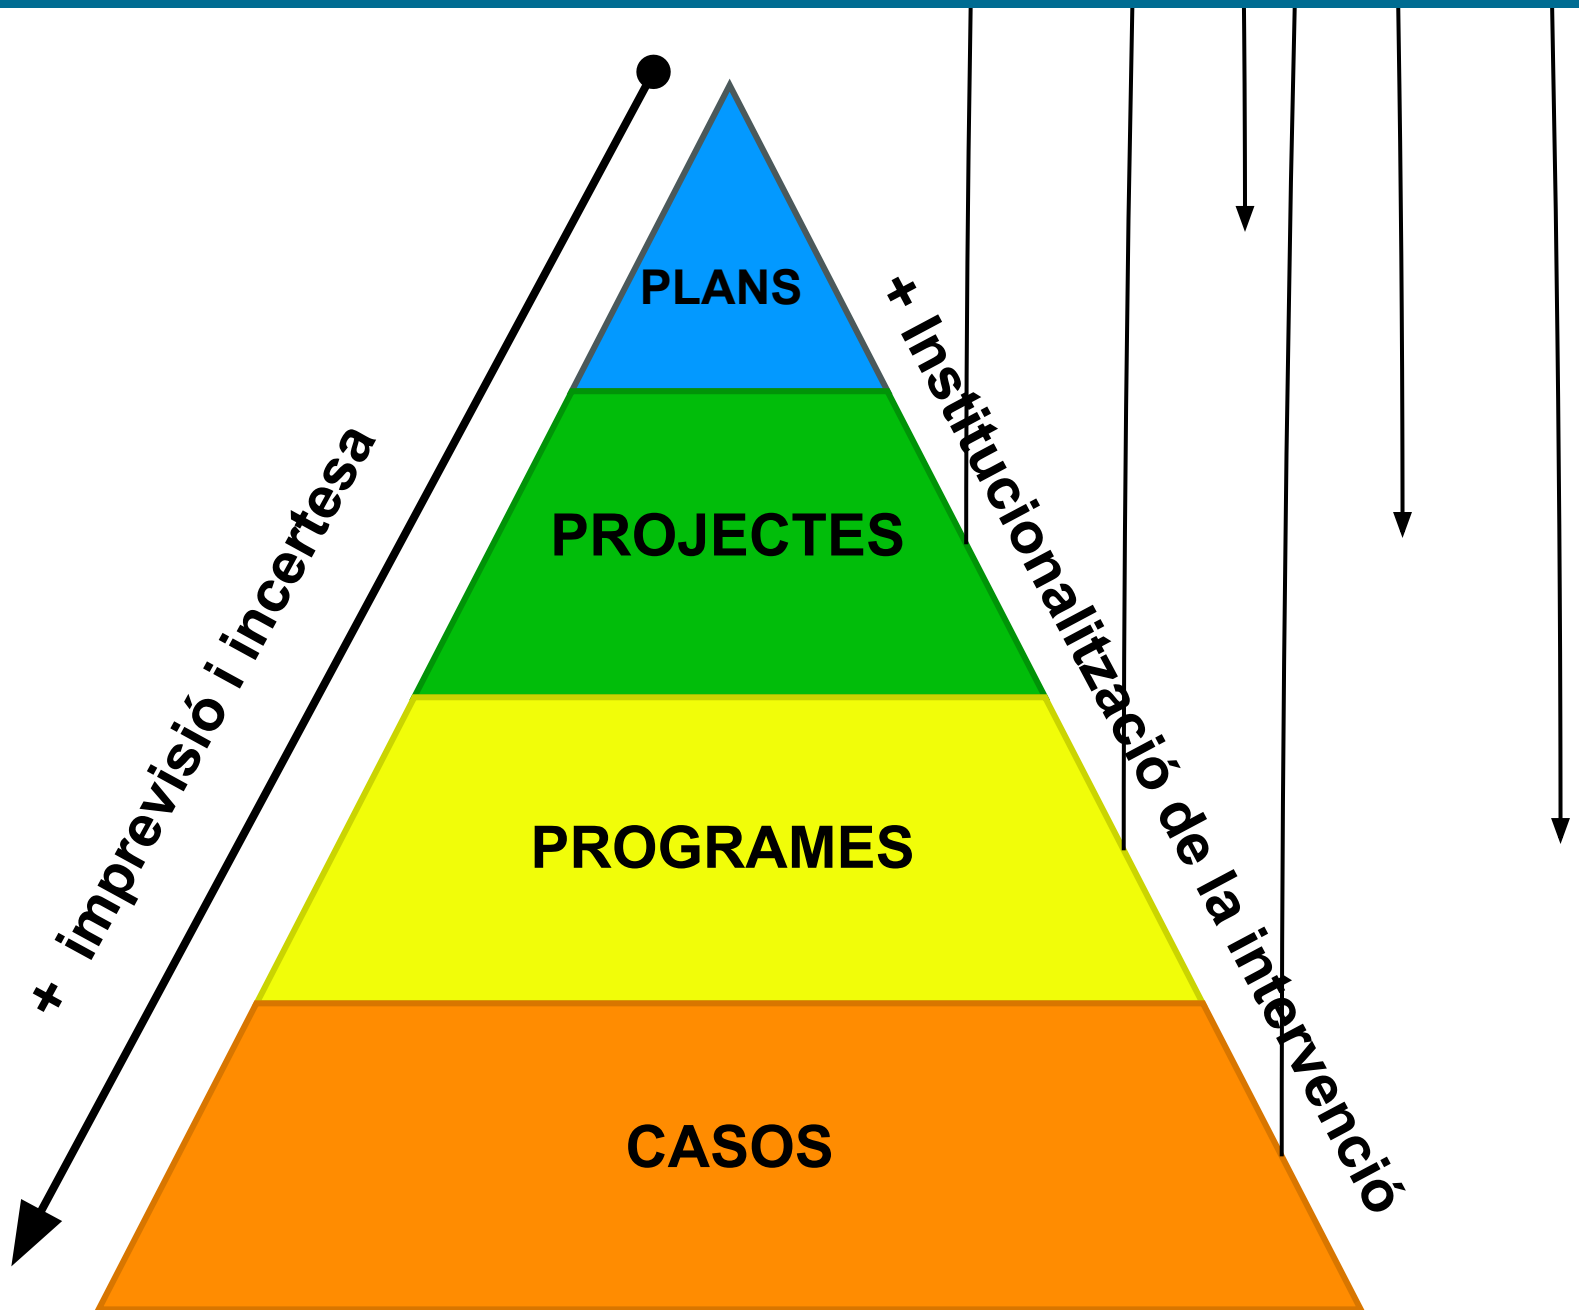 PLANS
PROJECTES
PROGRAMES
CASOS
+ imprevisió i incertesa
+ Institucionalització de la intervenció